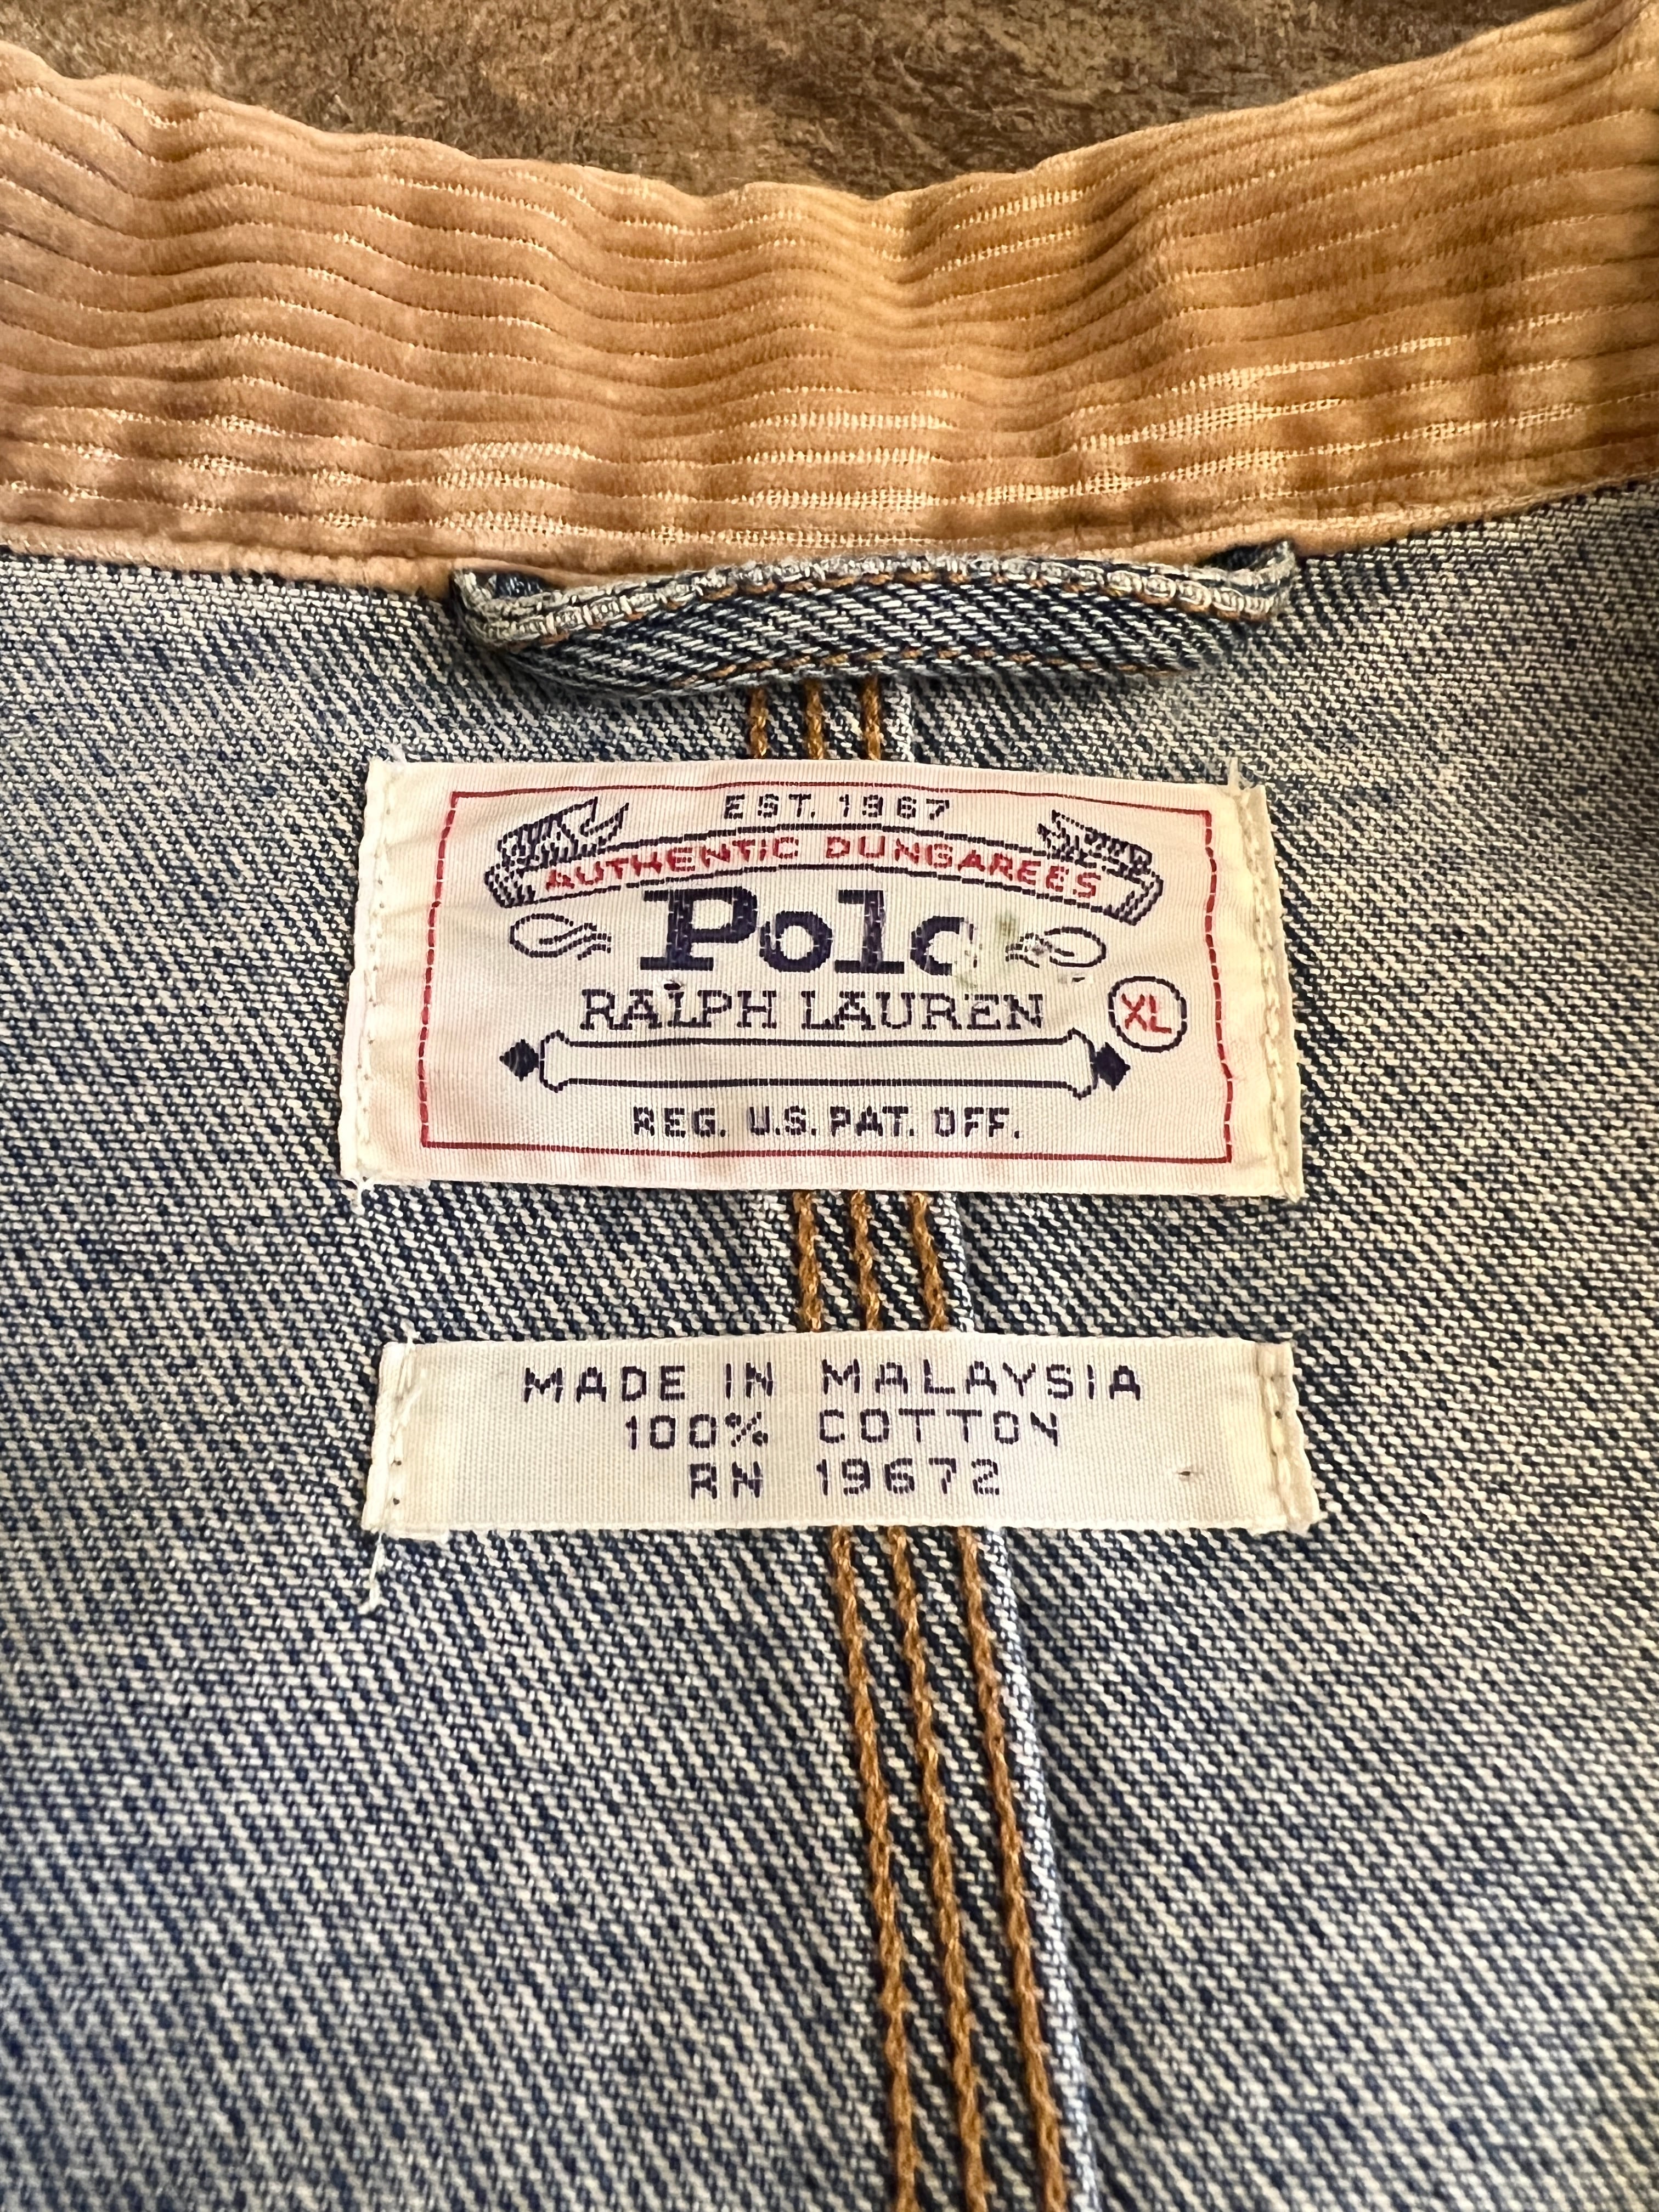 EST. 1967
AUTHENTIC DUNGAREES
Polo
RALPH LAUREN
XL
REG. U.S. PAT. OFF.
MADE IN MALAYSIA
100% COTTON
RN 19672